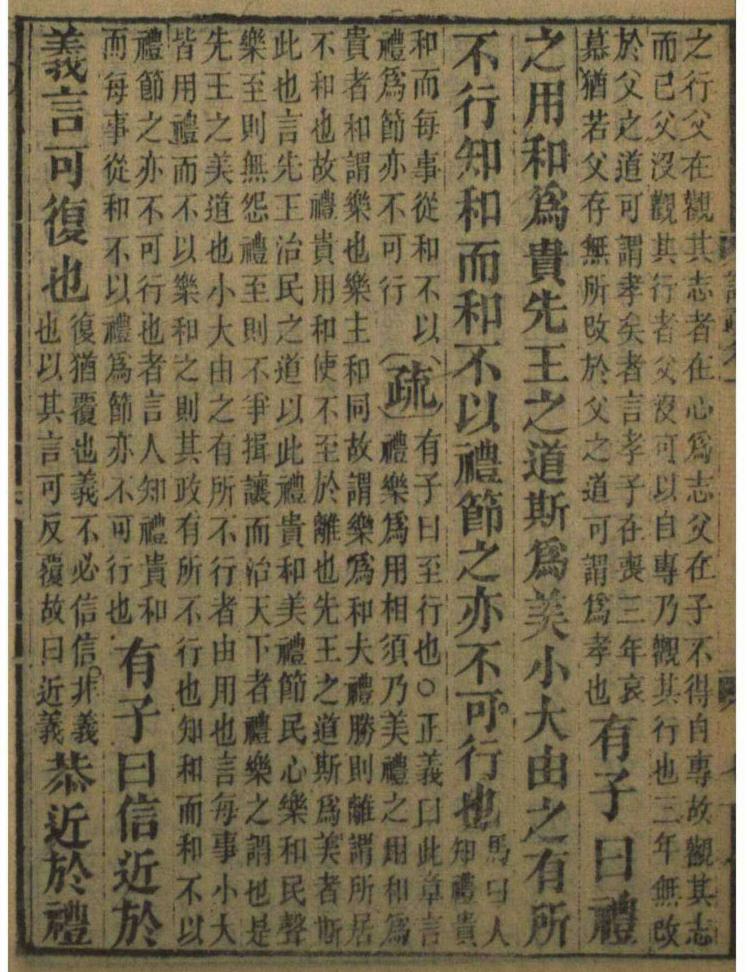 之行父在觀其志者在心爲志父在子不得自專故觀其志
而已父沒觀其行者父沒可以自專乃觀其行也三年無改
於父之道可謂孝矣者言孝子在喪三年哀
慕猶若父存無所改於父之道可謂爲孝也
有子曰禮
之用和爲貴先王之道斯爲美小大由之有所
不行知和而和不以禮節之亦不可行也
馬曰人
知禮貴
和而每事從和不以
禮爲節亦不可行
疏
有子曰至行也○正義曰此章言
禮樂爲用相須乃美禮之用和爲
貴者和謂樂也樂主和同故謂樂爲和夫禮勝則離謂所居
不和也故禮貴用和使不至於離也先王之道斯爲美者斯
此也言先王治民之道以此禮貴和美禮節民心樂和民聲
樂至則無怨禮至則不爭揖讓而治天下者禮樂之謂也是
先王之美道也小大由之有所不行者由用也言每事小大
皆用禮而不以樂和之則其政有所不行也知和而和不以
禮節之亦不可行也者言人知禮貴和
而每事從和不以禮爲節亦不可行也
有子曰信近於
義言可復也
復猶覆也義不必信信非義
也以其言可反覆故曰近義
恭近於禮